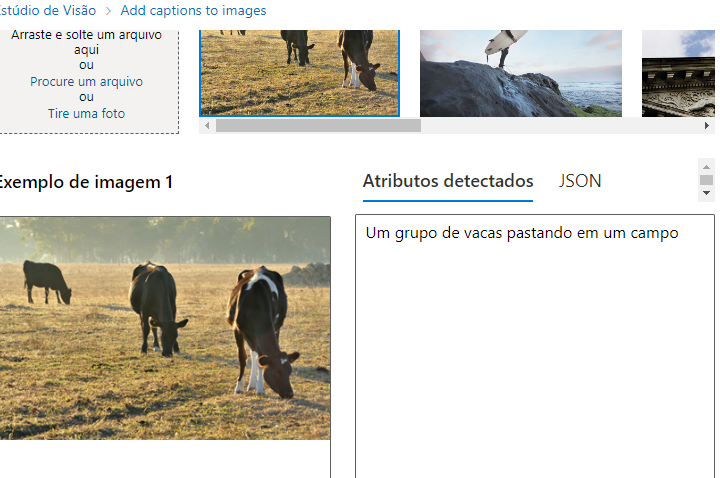 Estúdio de Visão > Add captions to images
Arraste e solte um arquivo
aqui
ou
Procure um arquivo
ou
Tire uma foto
Exemplo de imagem 1
Atributos detectados JSON
Um grupo de vacas pastando em um campo